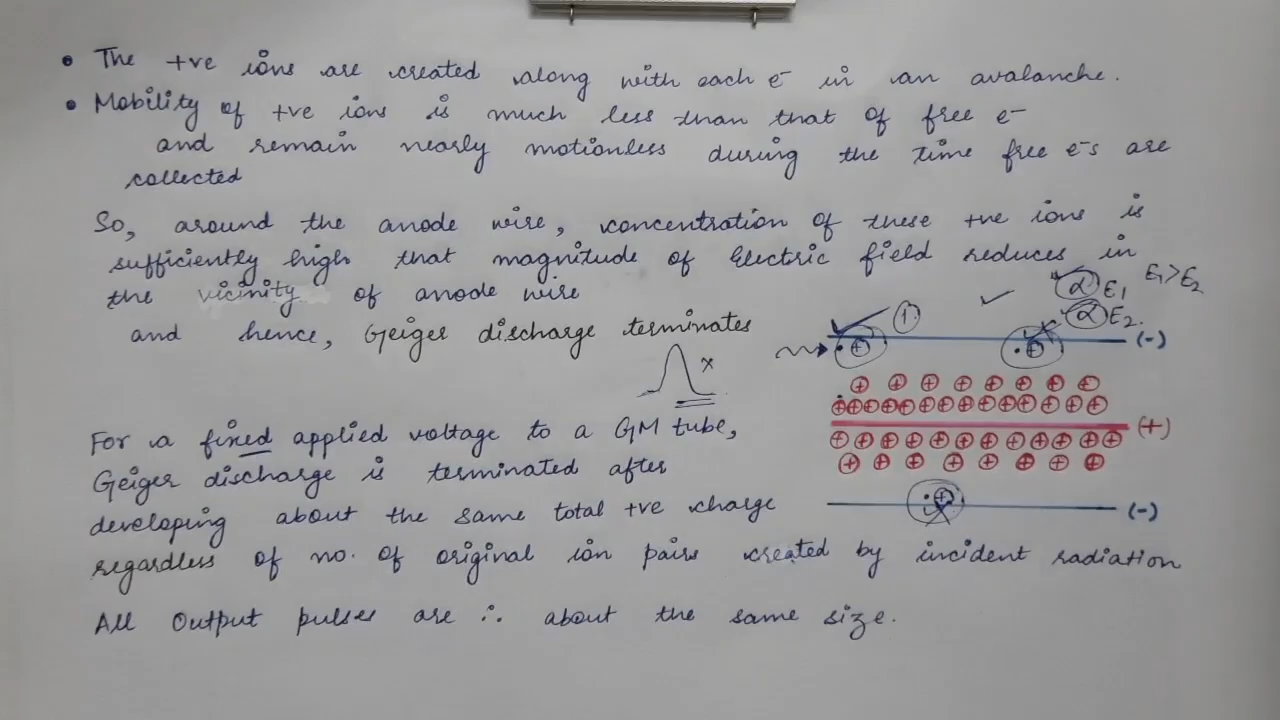 • The +ve ions are created along with each e⁻ in an avalanche.
• Mobility of +ve ions is much less than that of free e⁻
and remain nearly motionless during the time free e⁻s are
collected
So, around the anode wire, concentration of these +ve ions is
sufficiently high that magnitude of Electric field reduces in
the vicinity of anode wire
and hence, Geiger discharge terminates
α E₁ E₁>E₂
α E₂.
①
(-)
x
+ +
+ + + + + + + +
+ + + + + + + + + + + + + +
(+)
+ + + + + + + + + + + +
+ + + + + + + +
+
(-)
For a fixed applied voltage to a GM tube,
Geiger discharge is terminated after
developing about the same total +ve charge
regardless of no. of original ion pairs created by incident radiation
All Output pulses are ∴ about the same size.